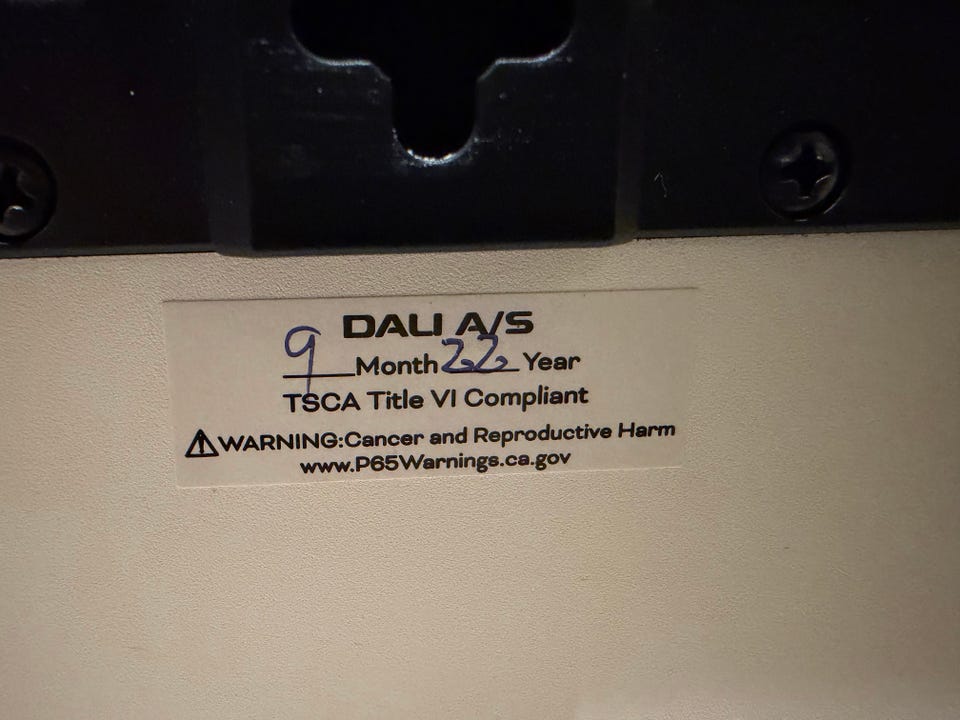 DALI A/S
9 Month 22 Year
TSCA Title VI Compliant
⚠WARNING:Cancer and Reproductive Harm
www.P65Warnings.ca.gov